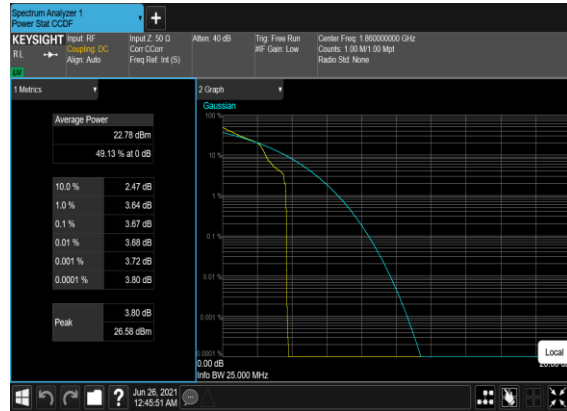 Spectrum Analyzer 1
Power Stat CCDF
KEYSIGHT
Input: RF
Input Z: 50 Ω
Atten: 40 dB
Trig: Free Run
Center Freq: 1.860000000 GHz
R L
Coupling: DC
Corr CCorr
#IF Gain: Low
Counts: 1.00 M/1.00 Mpt
Align: Auto
Freq Ref: Int (S)
Radio Std: None
1 Metrics
Average Power
22.78 dBm
49.13 % at 0 dB
10.0 %
2.47 dB
1.0 %
3.64 dB
0.1 %
3.67 dB
0.01 %
3.68 dB
0.001 %
3.72 dB
0.0001 %
3.80 dB
Peak
3.80 dB
26.58 dBm
2 Graph
Gaussian
100 %
10 %
1 %
0.1 %
0.01 %
0.001 %
0.0001 %
0.00 dB
Info BW 25.000 MHz
Local
?
Jun 26, 2021
12:45:51 AM